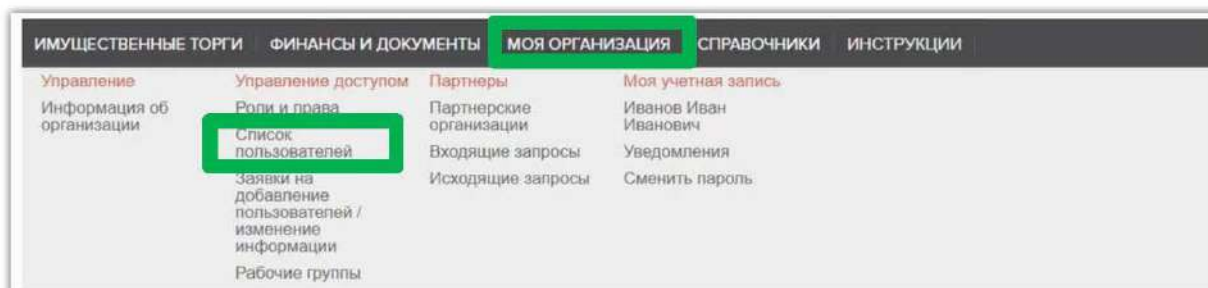 ИМУЩЕСТВЕННЫЕ ТОРГИ ФИНАНСЫ И ДОКУМЕНТЫ МОЯ ОРГАНИЗАЦИЯ СПРАВОЧНИКИ ИНСТРУКЦИИ
Управление
Информация об
организации
Управление доступом
Роли и права
Список
пользователей
Заявки на
добавление
пользователей /
изменение
информации
Рабочие группы
Партнеры
Партнерские
организации
Входящие запросы
Исходящие запросы
Моя учетная запись
Иванов Иван
Иванович
Уведомления
Сменить пароль